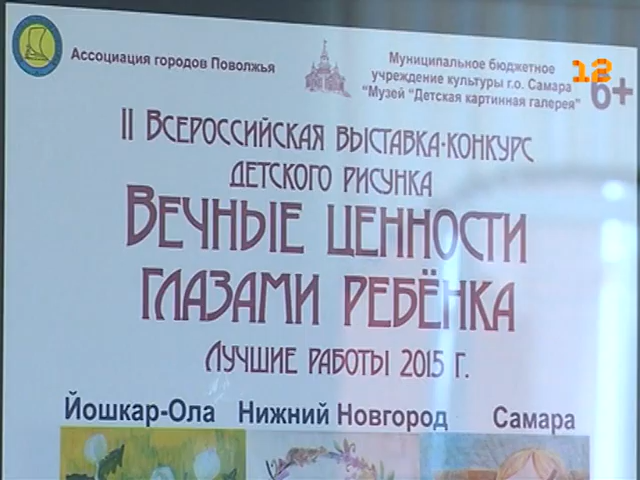 Ассоциация городов Поволжья
Муниципальное бюджетное
учреждение культуры г.о. Самара
"Музей "Детская картинная галерея"
12
6+
II Всероссийская выставка-конкурс
детского рисунка
Вечные ценности
глазами ребёнка
Лучшие работы 2015 г.
Йошкар-Ола Нижний Новгород Самара